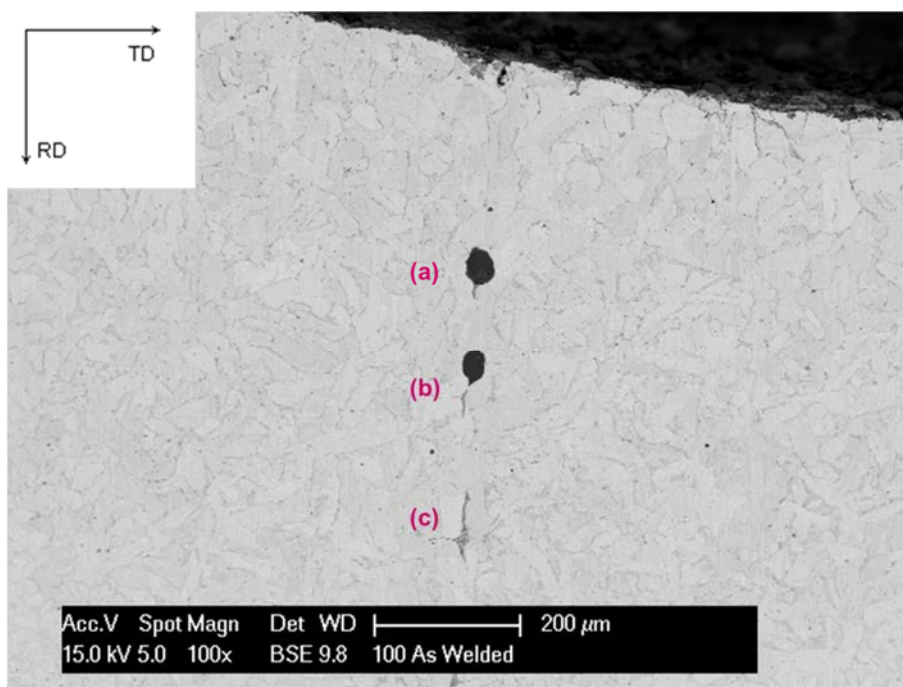 TD
RD
(a)
(b)
(c)
Acc.V Spot Magn Det WD 200 μm
15.0 kV 5.0 100x BSE 9.8 100 As Welded